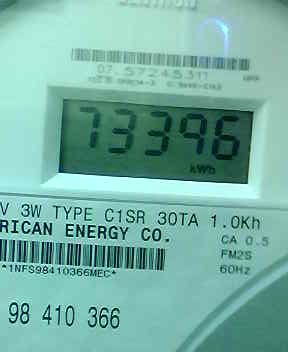 73396
kWh
V 3W TYPE C1SR 30TA 1.0Kh
RICAN ENERGY CO.
CA 0.5
FM2S
*1NFS98410366MEC*
60Hz
98 410 366